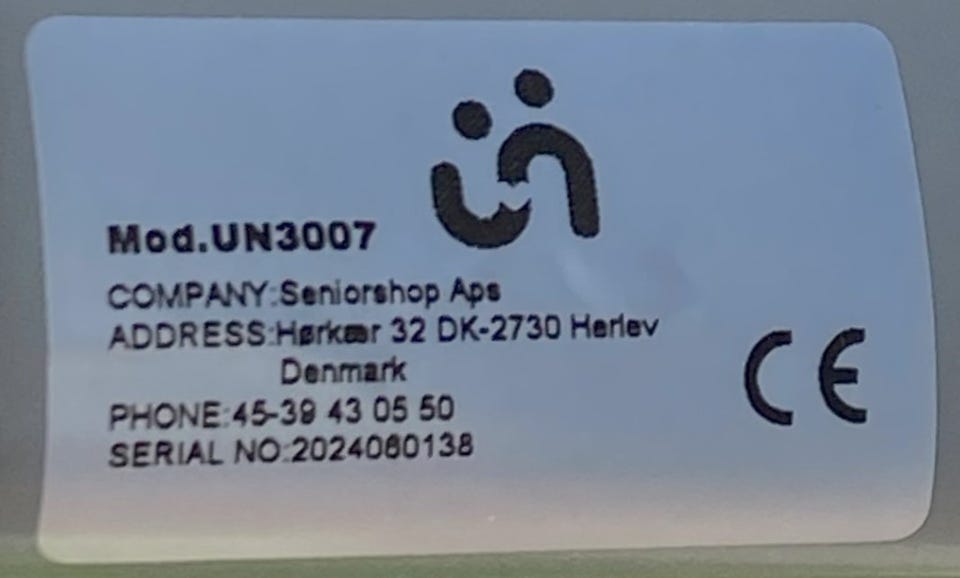 un
Mod.UN3007
COMPANY:Seniorshop Aps
ADDRESS:Hørkær 32 DK-2730 Herlev
Denmark
PHONE:45-39 43 05 50
SERIAL NO:2024060138
CE